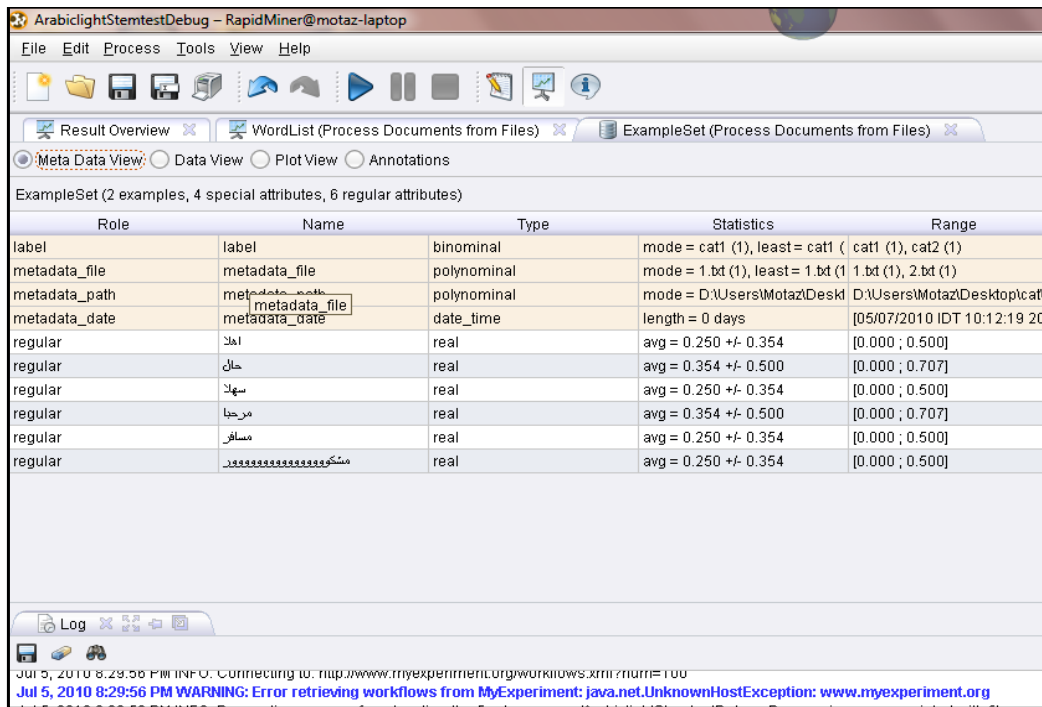 ArabiclightStemtestDebug – RapidMiner@motaz-laptop
File Edit Process Tools View Help
Result Overview WordList (Process Documents from Files) ExampleSet (Process Documents from Files)
Meta Data View Data View Plot View Annotations
ExampleSet (2 examples, 4 special attributes, 6 regular attributes)
Role Name Type Statistics Range
label label binominal mode = cat1 (1), least = cat1 ( cat1 (1), cat2 (1)
metadata_file metadata_file polynominal mode = 1.txt (1), least = 1.txt (1 1.txt (1), 2.txt (1)
metadata_path polynominal mode = D:\Users\Motaz\Deskt D:\Users\Motaz\Desktop\cat
metadata_file
metadata_date metadata_date date_time length = 0 days [05/07/2010 IDT 10:12:19 20
regular اهلا real avg = 0.250 +/- 0.354 [0.000 ; 0.500]
regular حال real avg = 0.354 +/- 0.500 [0.000 ; 0.707]
regular سهلا real avg = 0.250 +/- 0.354 [0.000 ; 0.500]
regular مرحبا real avg = 0.354 +/- 0.500 [0.000 ; 0.707]
regular مسافر real avg = 0.250 +/- 0.354 [0.000 ; 0.500]
regular real avg = 0.250 +/- 0.354 [0.000 ; 0.500]
Log
Jul 5, 2010 8:29:56 PM INFO: Connecting to: http://www.myexperiment.org/workflows.xml?num=100
Jul 5, 2010 8:29:56 PM WARNING: Error retrieving workflows from MyExperiment: java.net.UnknownHostException: www.myexperiment.org